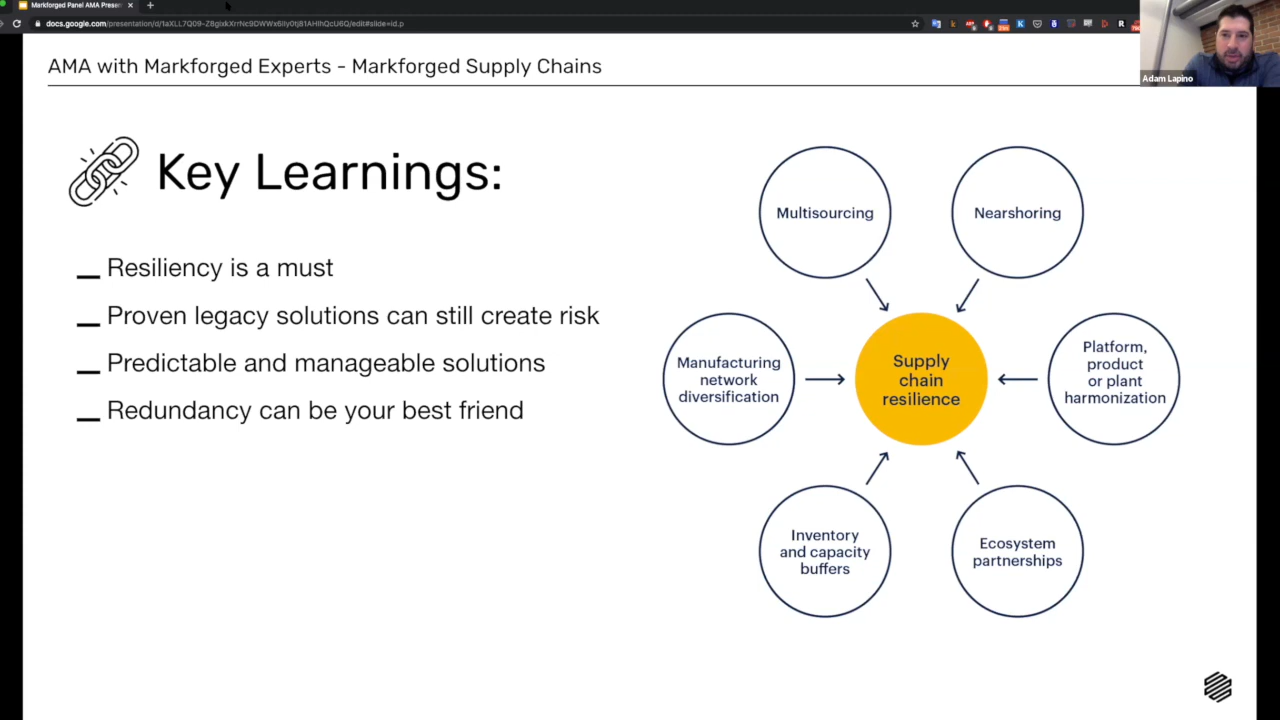 Markforged Panel AMA Presen
docs.google.com/presentation/d/
AMA with Markforged Experts - Markforged Supply Chains
Adam Lapino
Key Learnings:
Resiliency is a must
Proven legacy solutions can still create risk
Predictable and manageable solutions
Redundancy can be your best friend
Multisourcing
Nearshoring
Manufacturing
network
diversification
Supply
chain
resilience
Platform,
product
or plant
harmonization
Inventory
and capacity
buffers
Ecosystem
partnerships